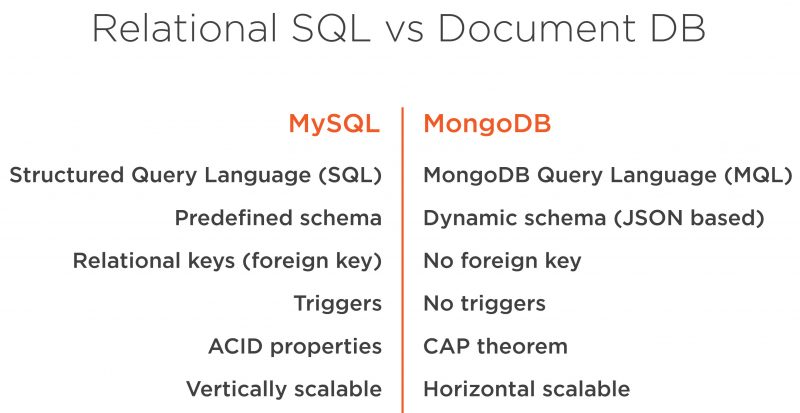 Relational SQL vs Document DB
MySQL MongoDB
Structured Query Language (SQL) MongoDB Query Language (MQL)
Predefined schema Dynamic schema (JSON based)
Relational keys (foreign key) No foreign key
Triggers No triggers
ACID properties CAP theorem
Vertically scalable Horizontal scalable